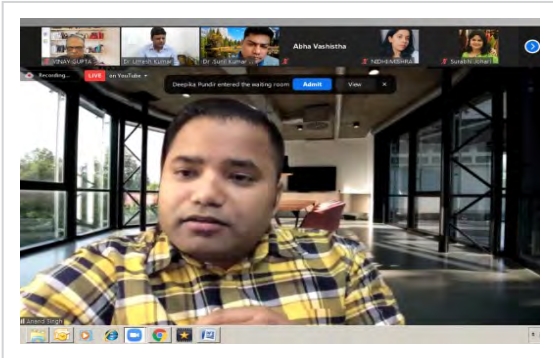 VINAY GUPTA
Dr. Umesh Kumar
Dr. Sunil Kumar
Abha Vashistha
NIDHI MISHRA
Surabhi Johari
Recording...
LIVE on YouTube
Deepika Pundir entered the waiting room Admit View
Anand Singh